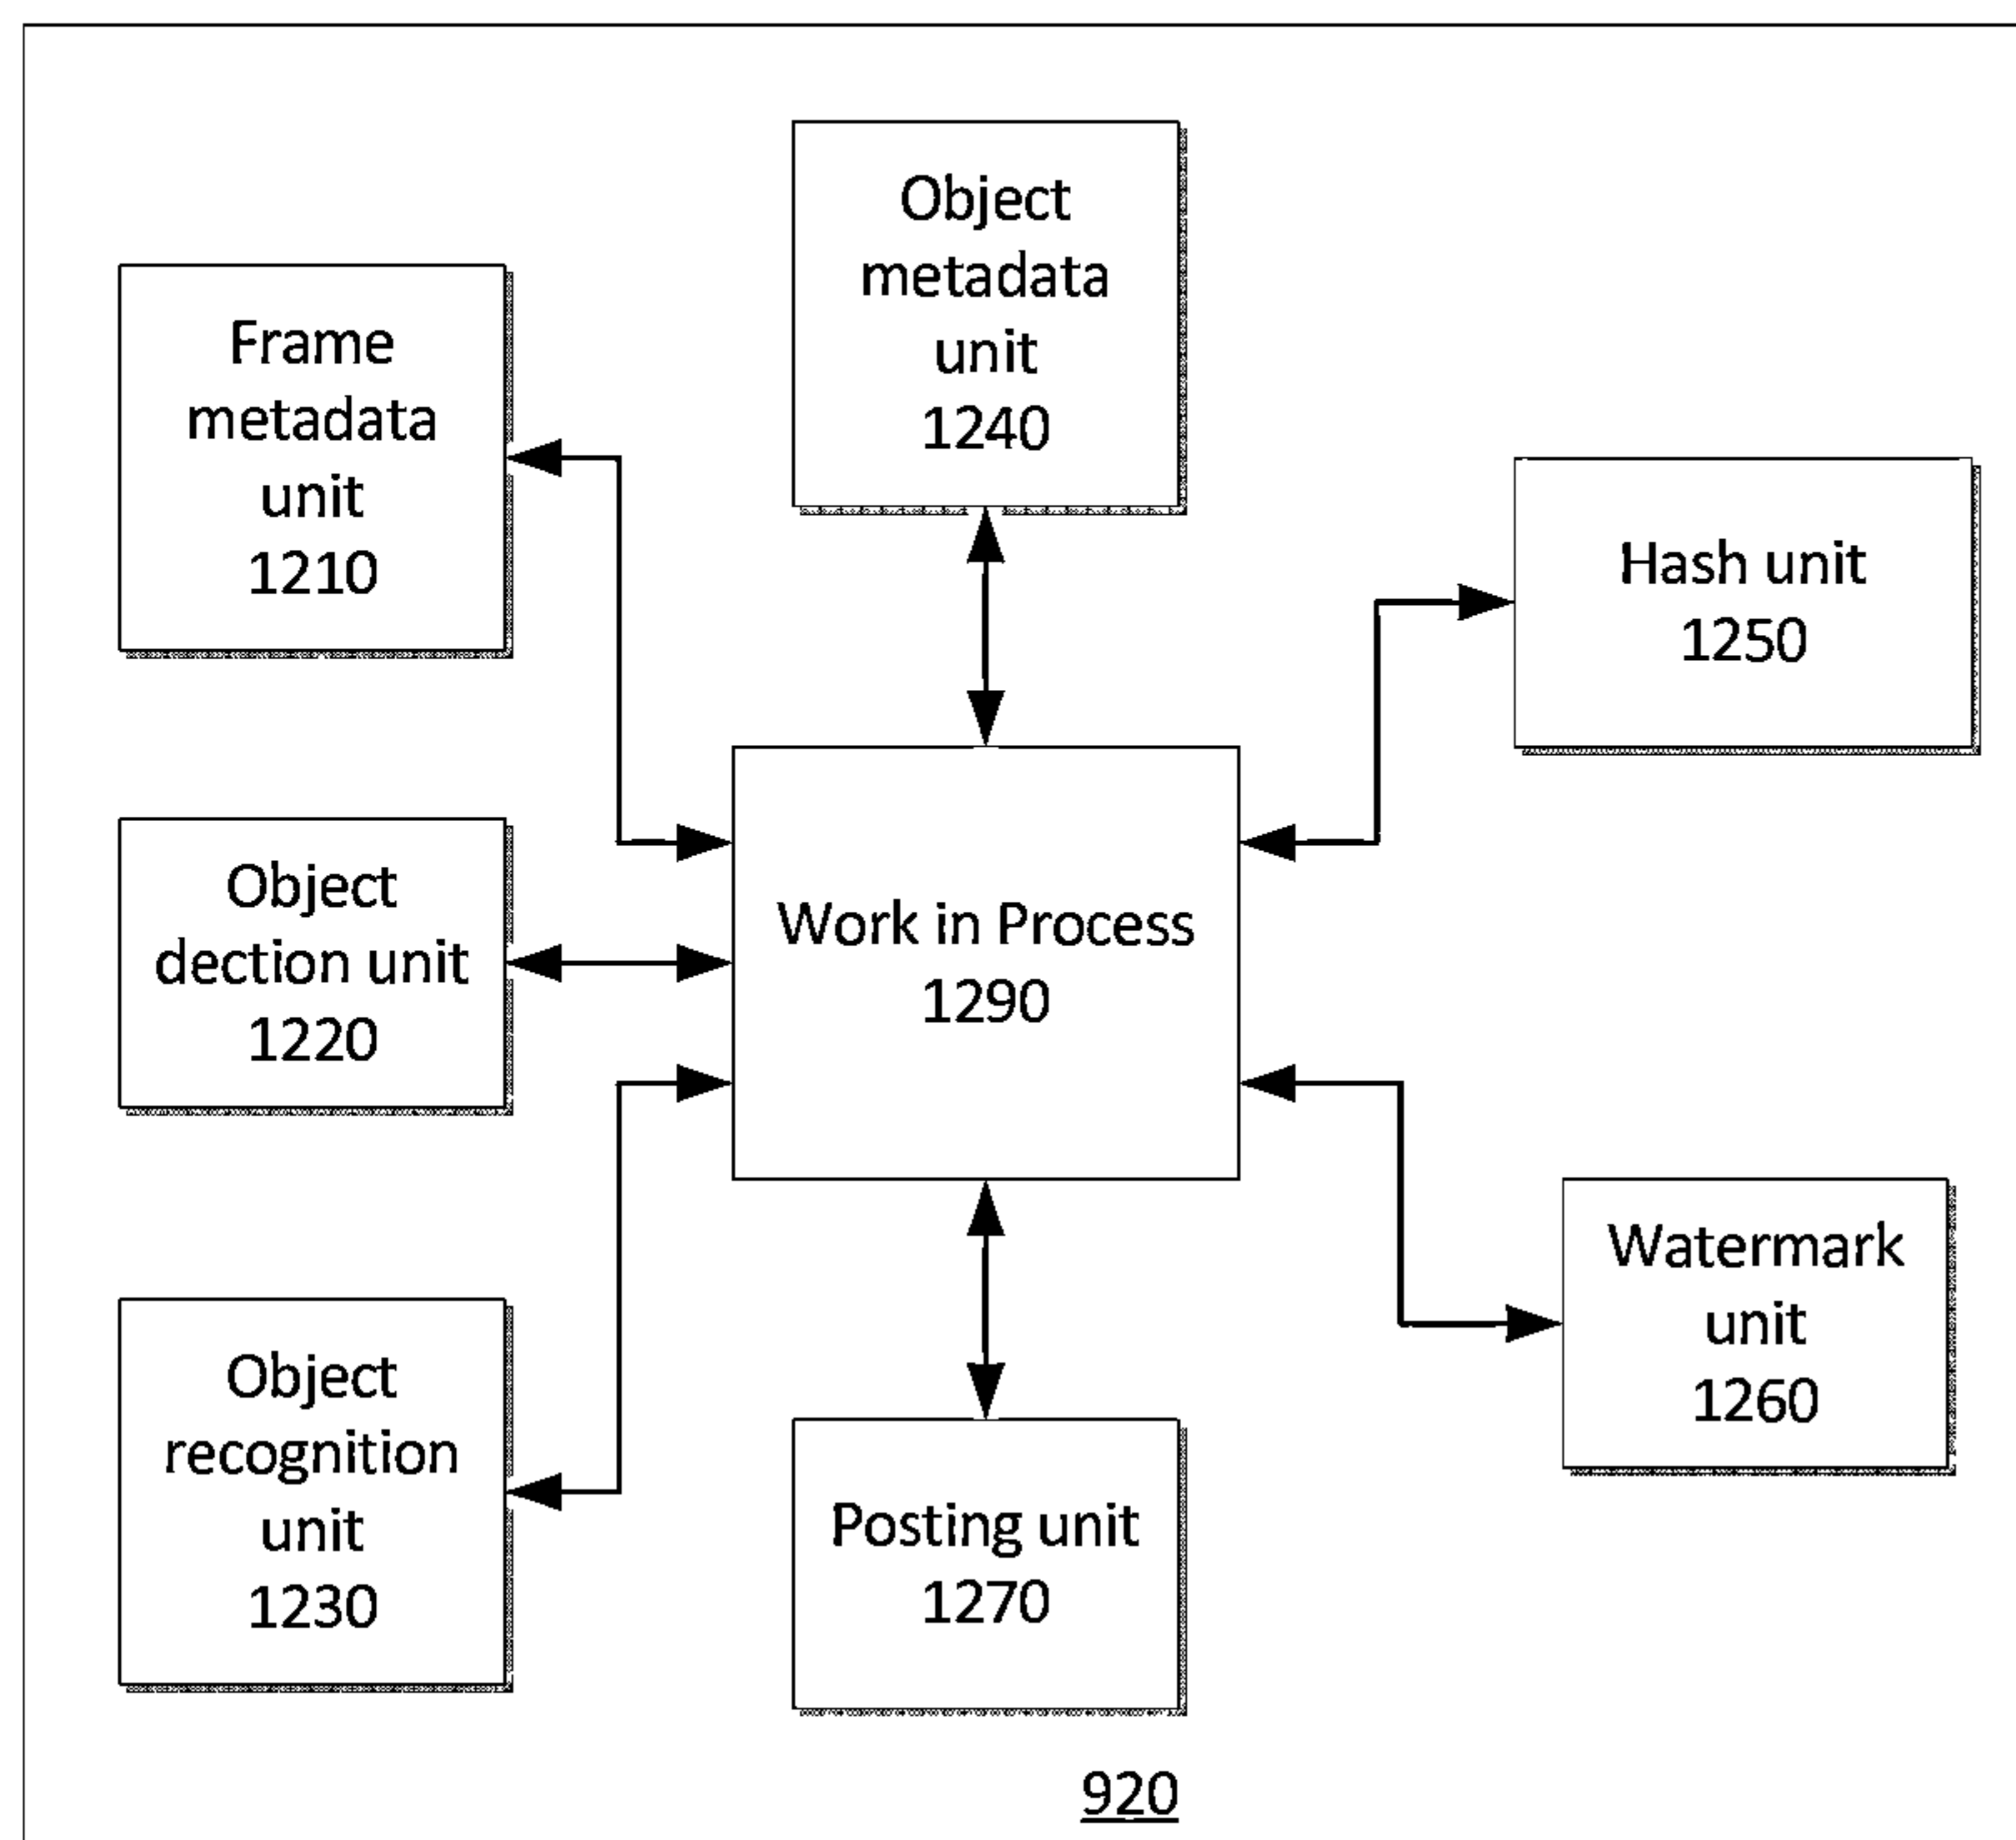 Object
metadata
unit
1240
Frame
metadata
unit
1210
Hash unit
1250
Object
dection unit
1220
Work in Process
1290
Object
recognition
unit
1230
Watermark
unit
1260
Posting unit
1270
920